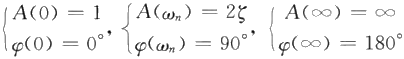 {A(0)=1, {A(ωₙ)=2ζ, {A(∞)=∞
{φ(0)=0°, {φ(ωₙ)=90°, {φ(∞)=180°